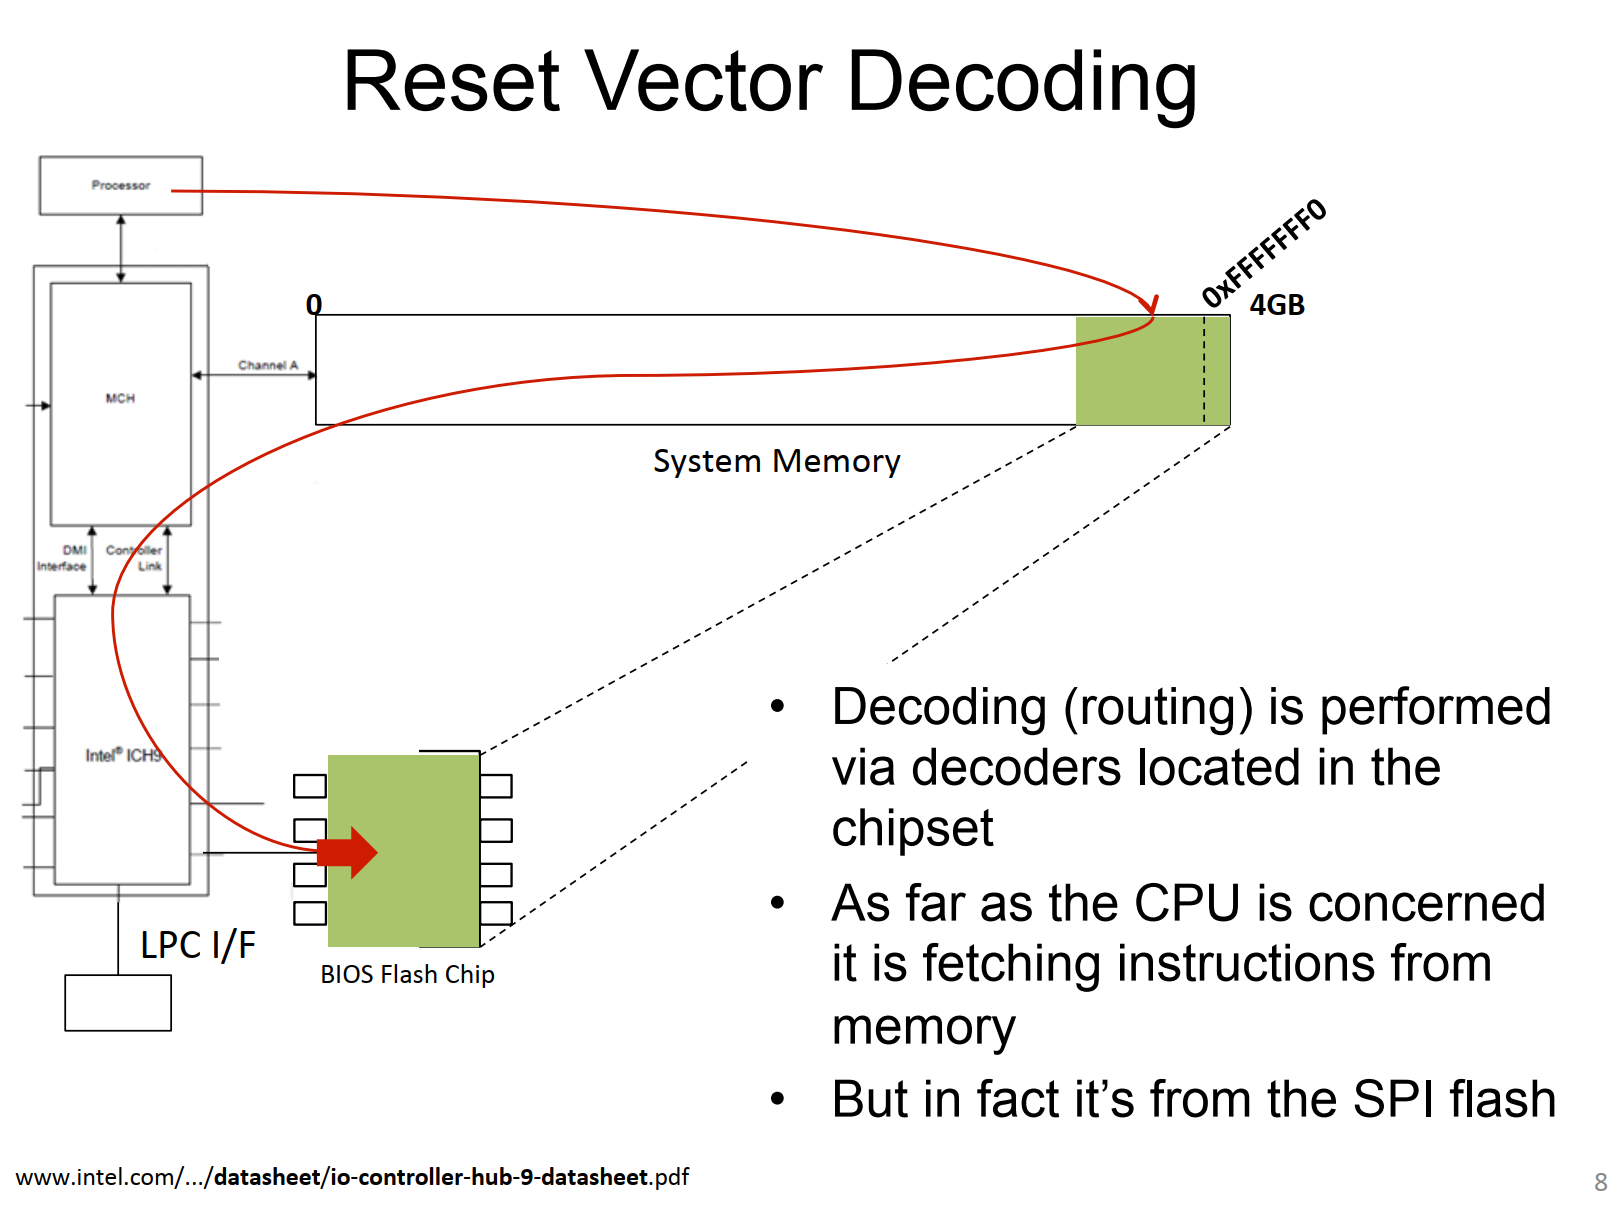 Reset Vector Decoding
Processor
0xFFFFFFF0
0
4GB
Channel A
MCH
System Memory
DMI Interface
Controller Link
Intel® ICH9
LPC I/F
BIOS Flash Chip
• Decoding (routing) is performed
via decoders located in the
chipset
• As far as the CPU is concerned
it is fetching instructions from
memory
• But in fact it’s from the SPI flash
www.intel.com/.../datasheet/io-controller-hub-9-datasheet.pdf
8